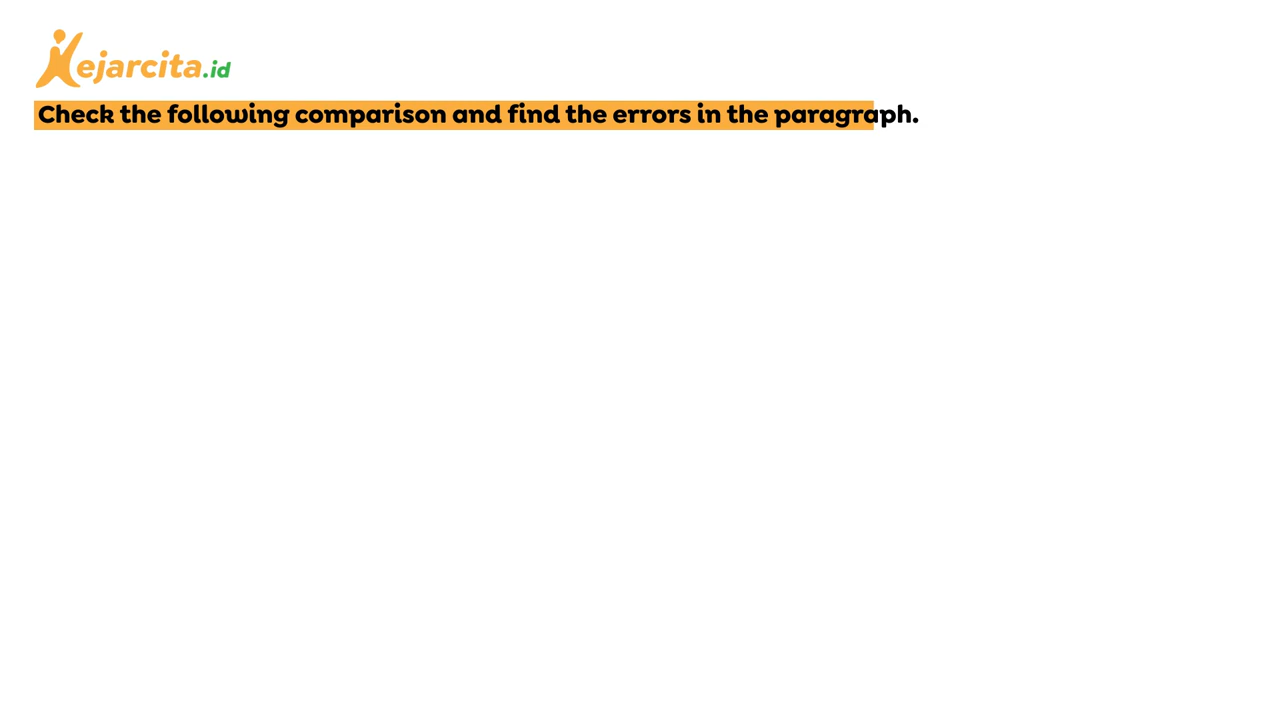 Kejarcita.id
Check the following comparison and find the errors in the paragraph.